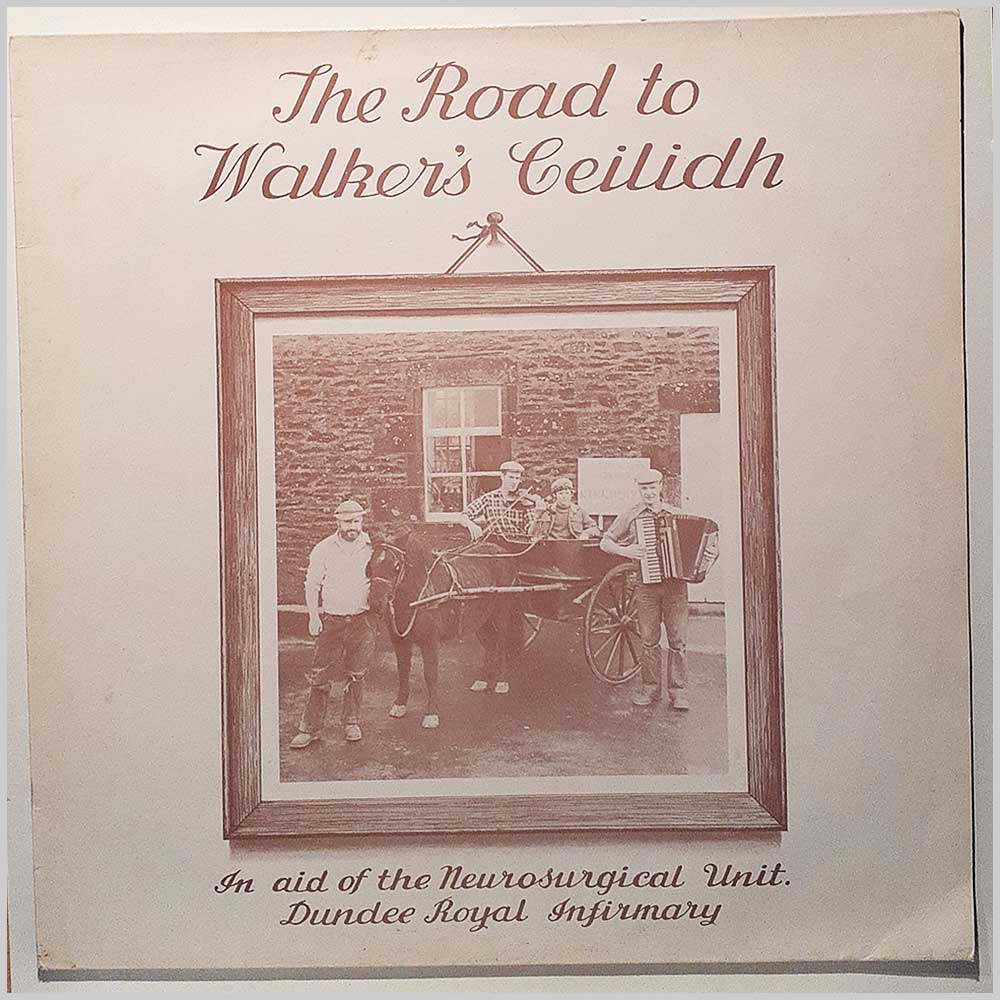 The Road to
Walker's Ceilidh
In aid of the Neurosurgical Unit.
Dundee Royal Infirmary